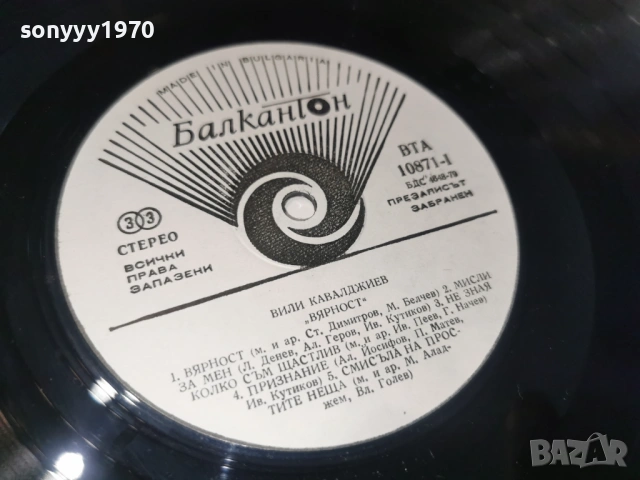 sonyyy1970
MADE IN BULGARIA
Балкантон
ВТА
10871-I
БДС 4648-79
ПРЕЗАПИСЪТ
ЗАБРАНЕН
33
СТЕРЕО
ВСИЧКИ
ПРАВА
ЗАПАЗЕНИ
ВИЛИ КАВАЛДЖИЕВ
„ВЯРНОСТ“
1. ВЯРНОСТ (м. и ар. Ст. Димитров, М. Белчев) 2. МИСЛИ
ЗА МЕН (Л. Денев, Ал. Геров, Ив. Кутиков) 3. НЕ ЗНАЯ
КОЛКО СЪМ ЩАСТЛИВ (м. и ар. Ив. Пеев, Г. Начев)
4. ПРИЗНАНИЕ (Ал. Йосифов, П. Матев,
Ив. Кутиков) 5. СМИСЪЛА НА ПРОС-
ТИТЕ НЕЩА (м. и ар. М. Алад-
жем, Вл. Голев)
BAZAR